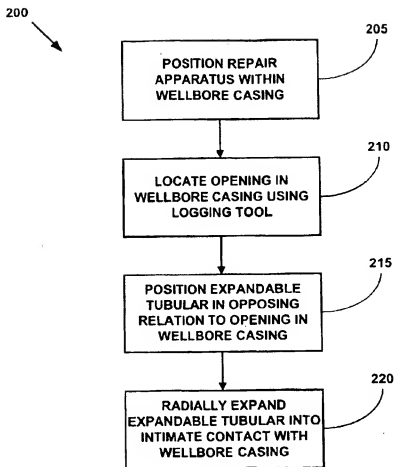 200
205
POSITION REPAIR
APPARATUS WITHIN
WELLBORE CASING
210
LOCATE OPENING IN
WELLBORE CASING USING
LOGGING TOOL
215
POSITION EXPANDABLE
TUBULAR IN OPPOSING
RELATION TO OPENING IN
WELLBORE CASING
220
RADIALLY EXPAND
EXPANDABLE TUBULAR INTO
INTIMATE CONTACT WITH
WELLBORE CASING